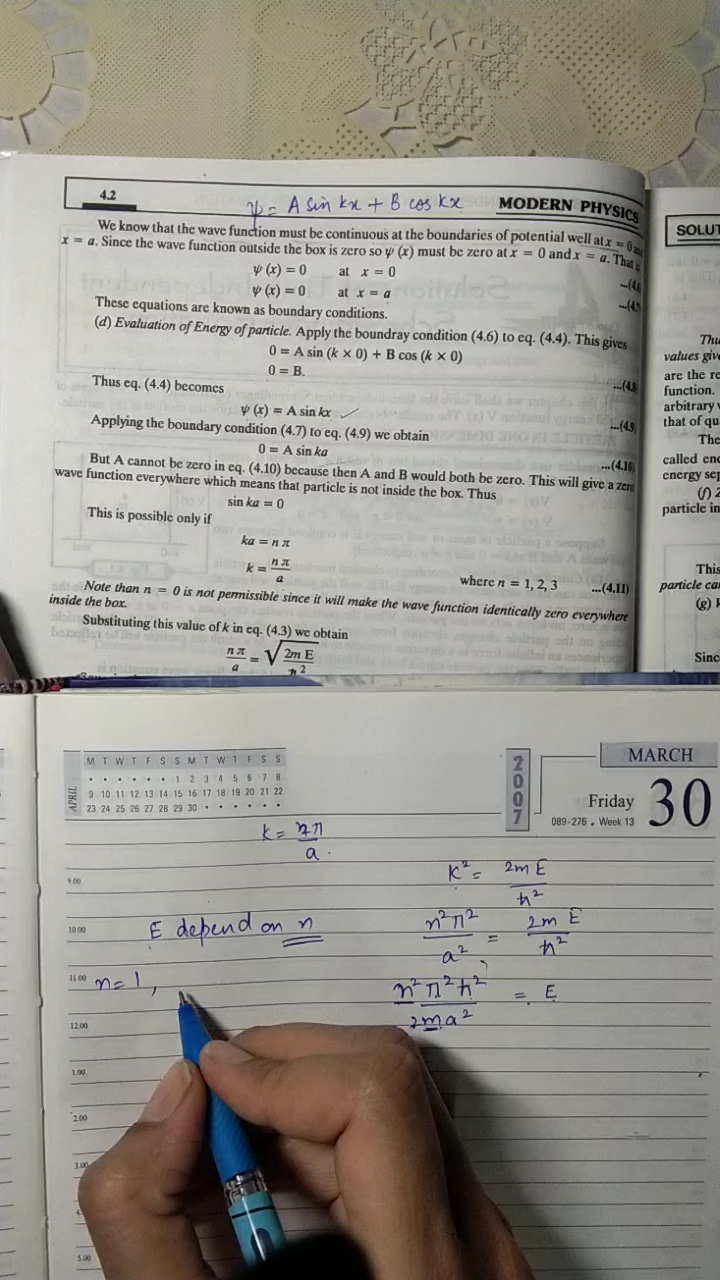 4.2
ψ = A sin kx + B cos kx
MODERN PHYSICS
We know that the wave function must be continuous at the boundaries of potential well at x = 0 and
x = a. Since the wave function outside the box is zero so ψ (x) must be zero at x = 0 and x = a. That is
ψ (x) = 0 at x = 0
ψ (x) = 0 at x = a
These equations are known as boundary conditions.
(d) Evaluation of Energy of particle. Apply the boundray condition (4.6) to eq. (4.4). This gives
0 = A sin (k × 0) + B cos (k × 0)
0 = B.
Thus eq. (4.4) becomes
ψ (x) = A sin kx ✓
Applying the boundary condition (4.7) to eq. (4.9) we obtain
0 = A sin ka ...(4.10)
But A cannot be zero in eq. (4.10) because then A and B would both be zero. This will give a zero
wave function everywhere which means that particle is not inside the box. Thus
sin ka = 0
This is possible only if
ka = n π
k = n π / a where n = 1, 2, 3 ...(4.11)
Note than n = 0 is not permissible since it will make the wave function identically zero everywhere
inside the box.
Substituting this value of k in eq. (4.3) we obtain
n π / a = √(2m E / ħ²)
SOLUT
values give
are the re
function.
arbitrary
that of qu
The
called ene
energy sep
particle in
This
particle ca
(g)
Sinc
M T W T F S S M T W T F S S
• • • • • • 1 2 3 4 5 6 7 8
9 10 11 12 13 14 15 16 17 18 19 20 21 22
23 24 25 26 27 28 29 30 • • • • • •
APRIL
2007
MARCH
Friday
30
089-276 • Week 13
k = nπ / a .
9.00
K² = 2m E / ħ²
10.00
E depend on n
n²π² / a² = 2m E / ħ²
11.00
n = 1 ,
n² π² ħ² / 2ma² = E
12.00
1.00
2.00
3.00
5.00